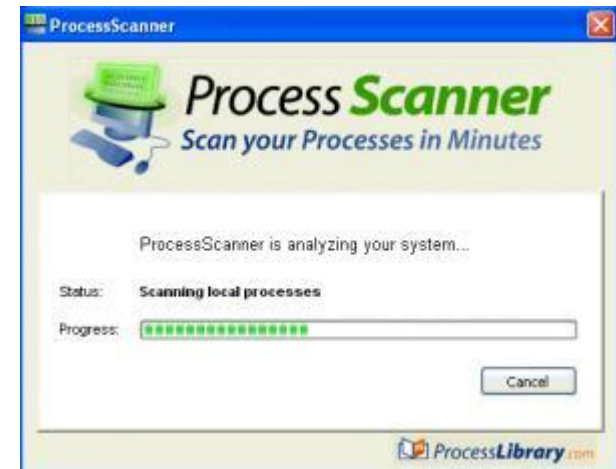 ProcessScanner
Process Scanner
Scan your Processes in Minutes
ProcessScanner is analyzing your system...
Status: Scanning local processes
Progress:
Cancel
ProcessLibrary.com